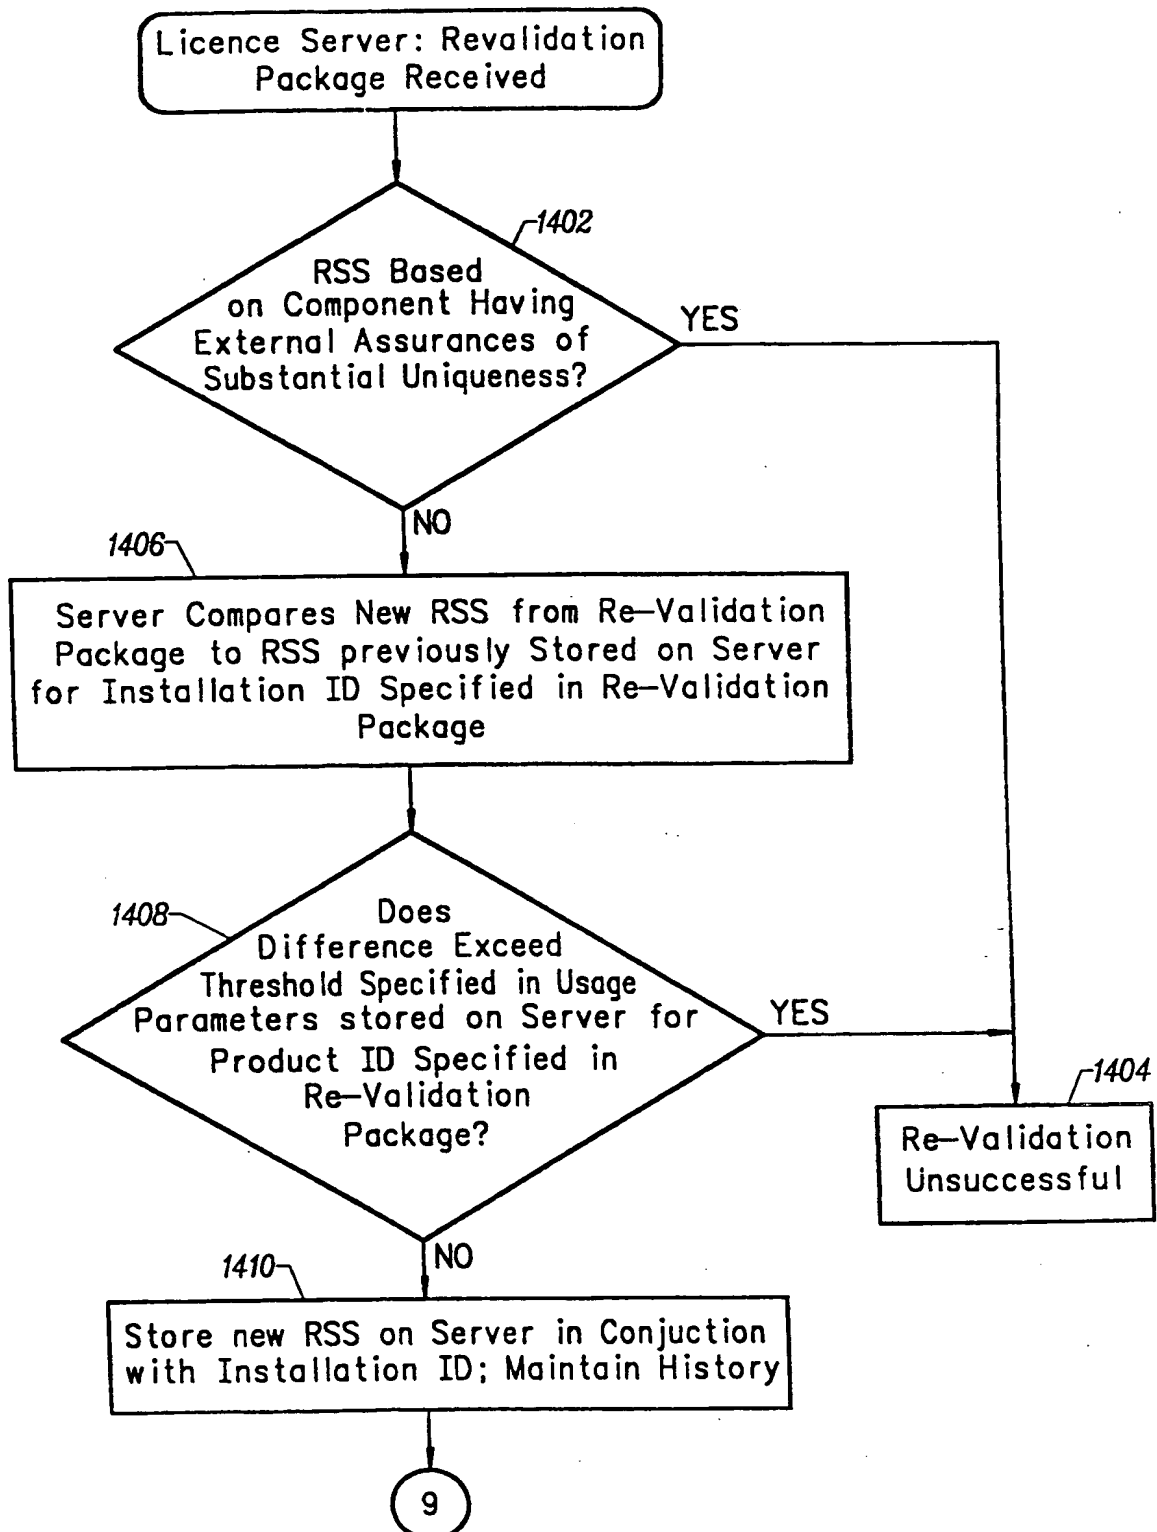 Licence Server: Revalidation
Package Received
1402
RSS Based
on Component Having
External Assurances of
Substantial Uniqueness?
YES
NO
1406
Server Compares New RSS from Re-Validation
Package to RSS previously Stored on Server
for Installation ID Specified in Re-Validation
Package
1408
Does
Difference Exceed
Threshold Specified in Usage
Parameters stored on Server for
Product ID Specified in
Re-Validation
Package?
YES
1404
Re-Validation
Unsuccessful
NO
1410
Store new RSS on Server in Conjuction
with Installation ID; Maintain History
9